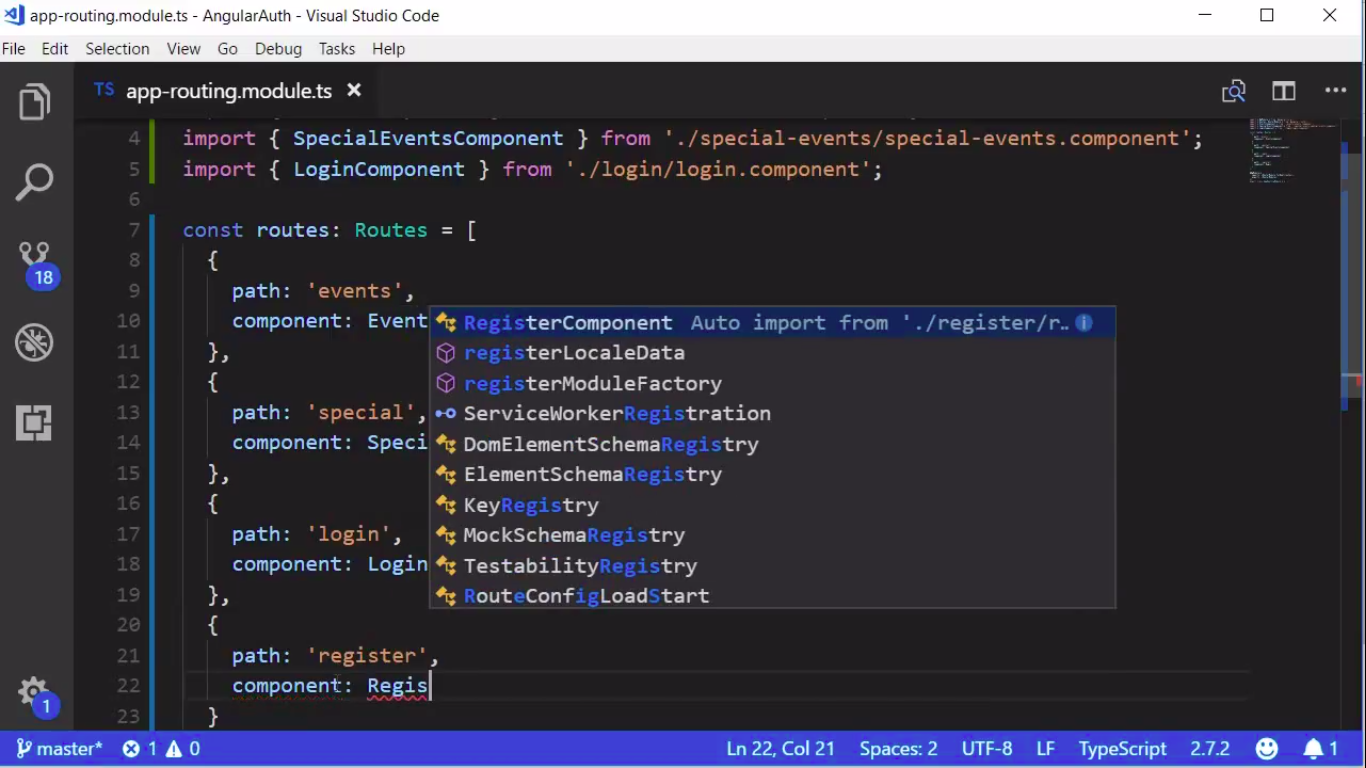 app-routing.module.ts - AngularAuth - Visual Studio Code
File Edit Selection View Go Debug Tasks Help
TS app-routing.module.ts
4 import { SpecialEventsComponent } from './special-events/special-events.component';
5 import { LoginComponent } from './login/login.component';
6
7 const routes: Routes = [
8 {
9 path: 'events',
10 component: Event
11 },
12 {
13 path: 'special',
14 component: Speci
15 },
16 {
17 path: 'login',
18 component: Login
19 },
20 {
21 path: 'register',
22 component: Regis
23 }
RegisterComponent Auto import from './register/r…
registerLocaleData
registerModuleFactory
ServiceWorkerRegistration
DomElementSchemaRegistry
ElementSchemaRegistry
KeyRegistry
MockSchemaRegistry
TestabilityRegistry
RouteConfigLoadStart
18
1
master* 1 0 Ln 22, Col 21 Spaces: 2 UTF-8 LF TypeScript 2.7.2 1